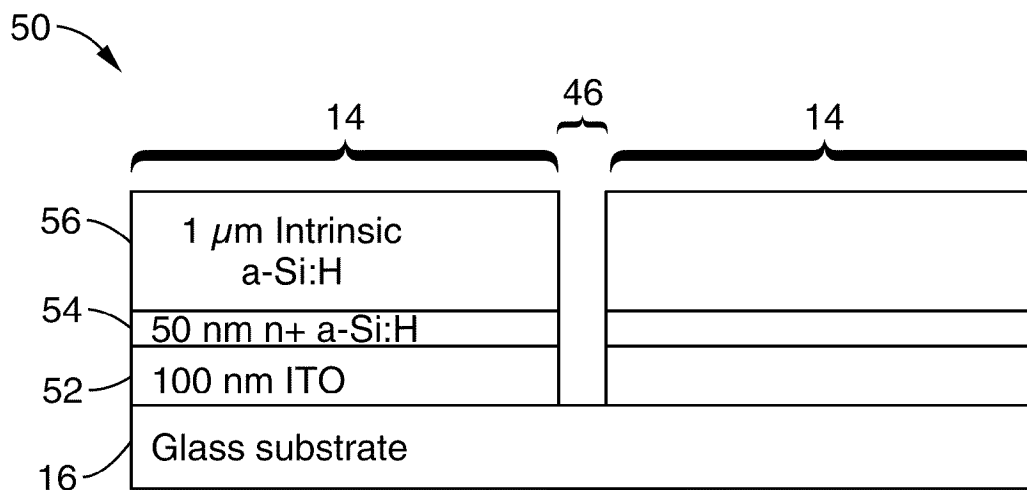 50
46
14
14
56
1 µm Intrinsic
a-Si:H
54
50 nm n+ a-Si:H
52
100 nm ITO
Glass substrate
16